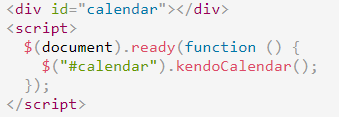 <div id="calendar"></div>
<script>
  $(document).ready(function () {
    $("#calendar").kendoCalendar();
  });
</script>